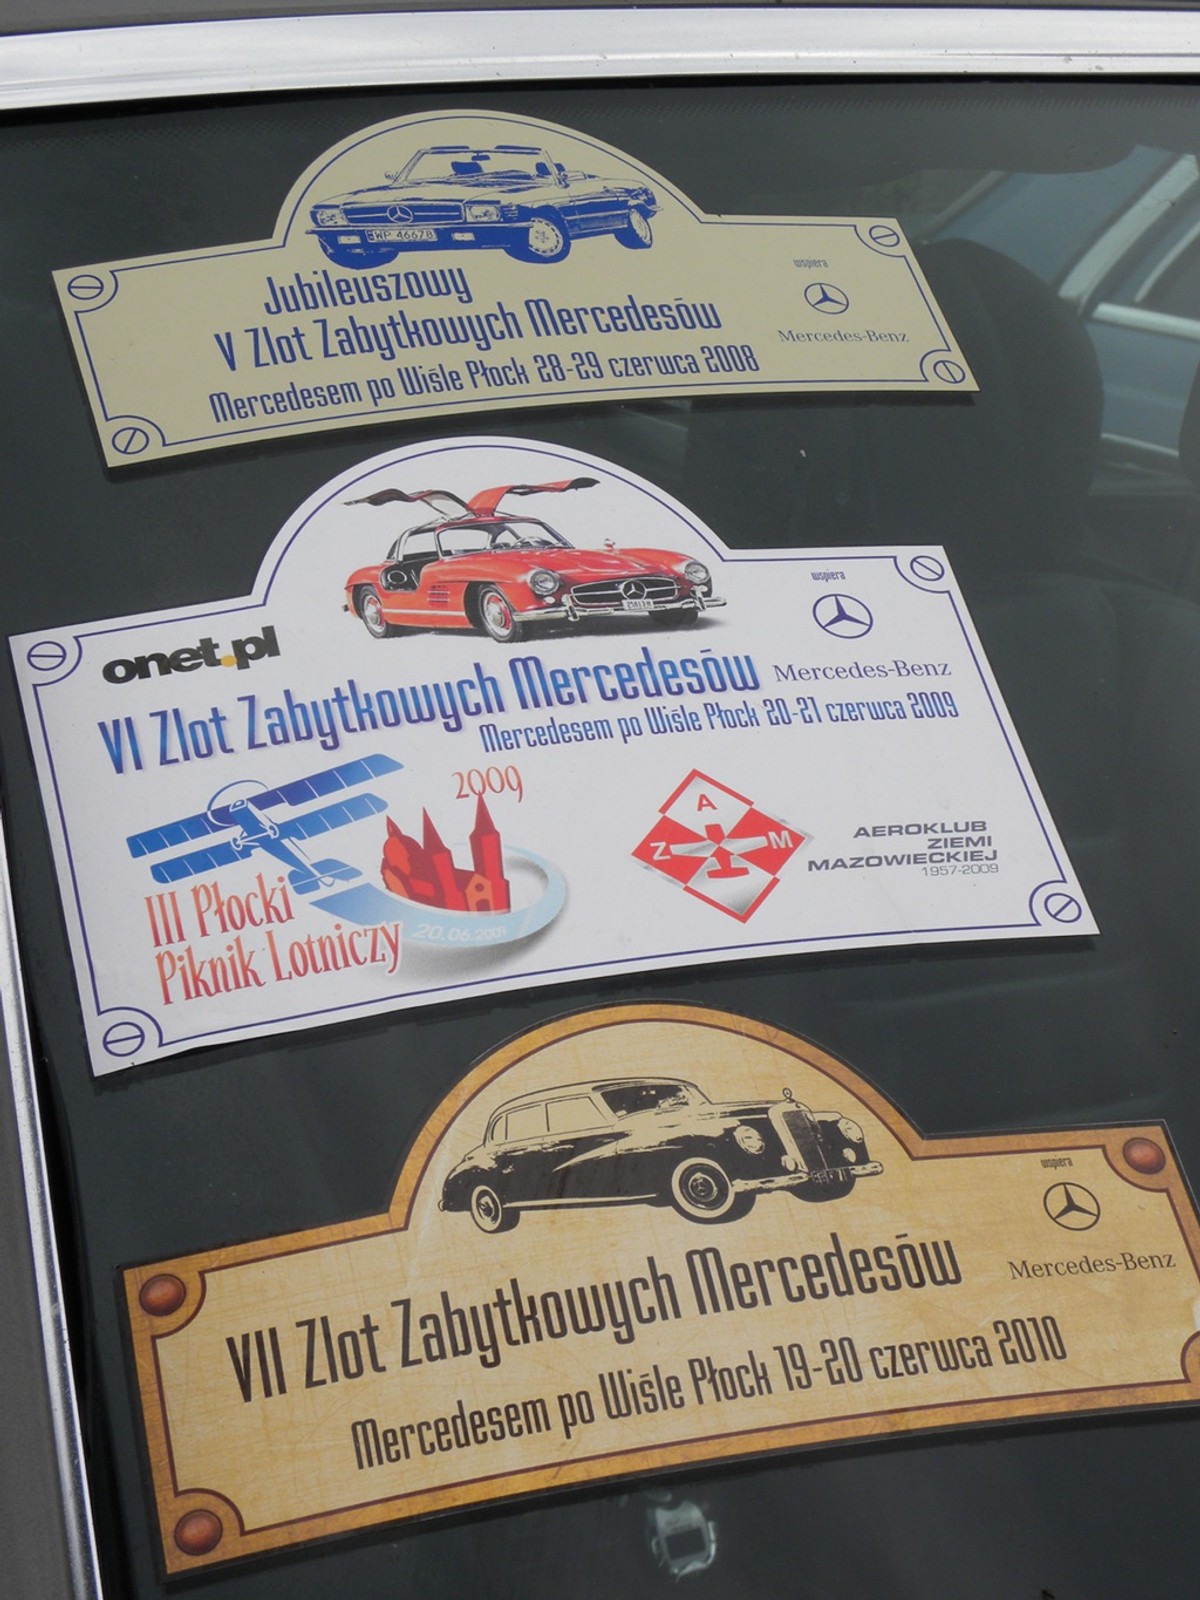 WP 46678
Jubileuszowy
V Zlot Zabytkowych Mercedesów
Mercedesem po Wiśle Płock 28-29 czerwca 2008
wspiera
Mercedes-Benz
onet.pl
VI Zlot Zabytkowych Mercedesów
Mercedesem po Wiśle Płock 20-21 czerwca 2009
wspiera
Mercedes-Benz
2009
III Płocki
Piknik Lotniczy
20.06.2009
A
Z M
AEROKLUB
ZIEMI
MAZOWIECKIEJ
1957-2009
VII Zlot Zabytkowych Mercedesów
Mercedesem po Wiśle Płock 19-20 czerwca 2010
wspiera
Mercedes-Benz